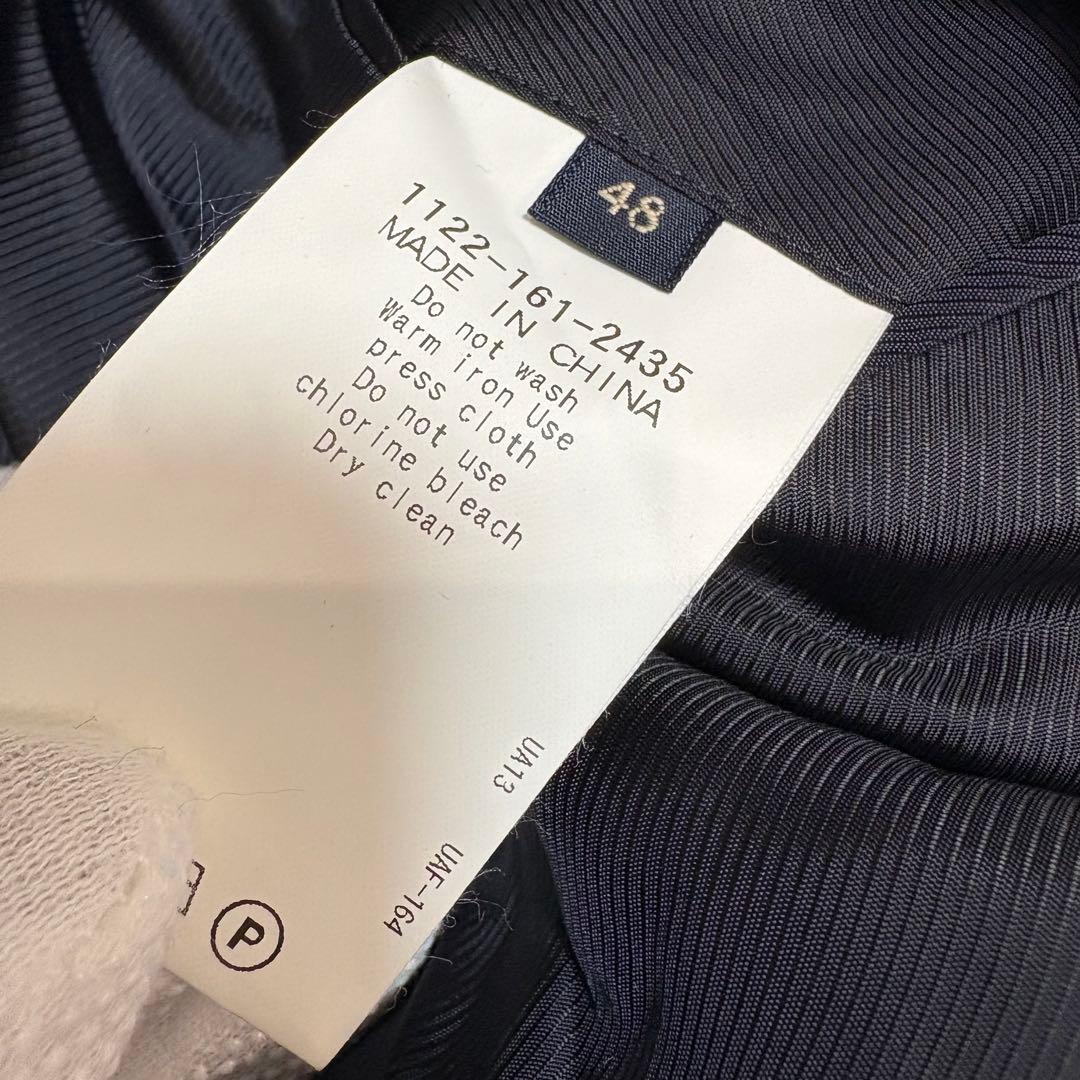 48
1122-161-2435
MADE IN CHINA
Do not wash
Warm iron Use
press cloth
Do not use
chlorine bleach
Dry clean
UA13
UAF-164
P